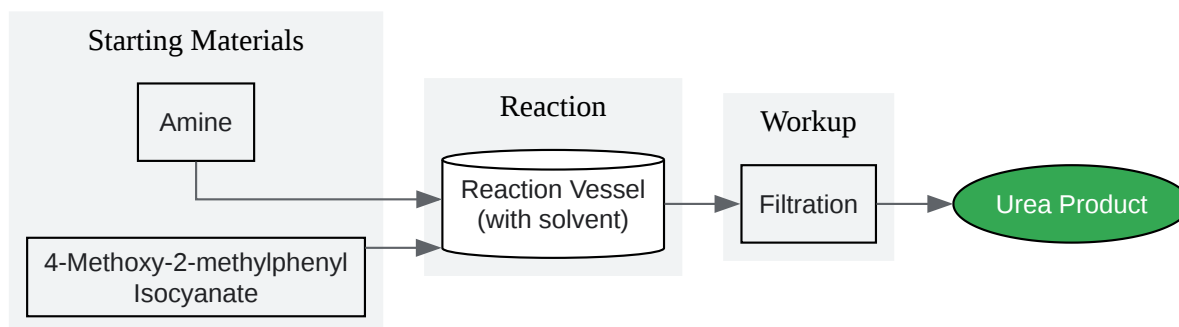 Starting Materials
Amine
4-Methoxy-2-methylphenyl
Isocyanate
Reaction
Reaction Vessel
(with solvent)
Workup
Filtration
Urea Product